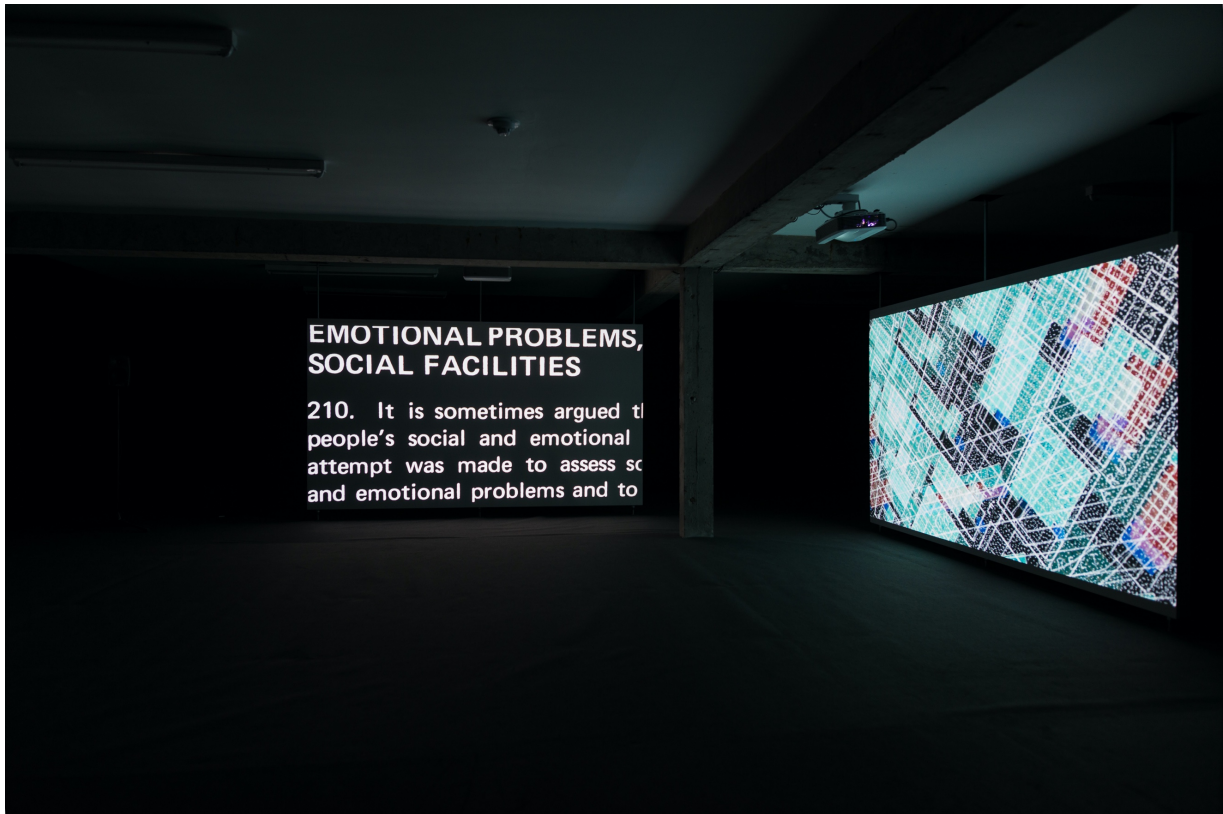 EMOTIONAL PROBLEMS,
SOCIAL FACILITIES
210. It is sometimes argued
people's social and emotional
attempt was made to assess
and emotional problems and to